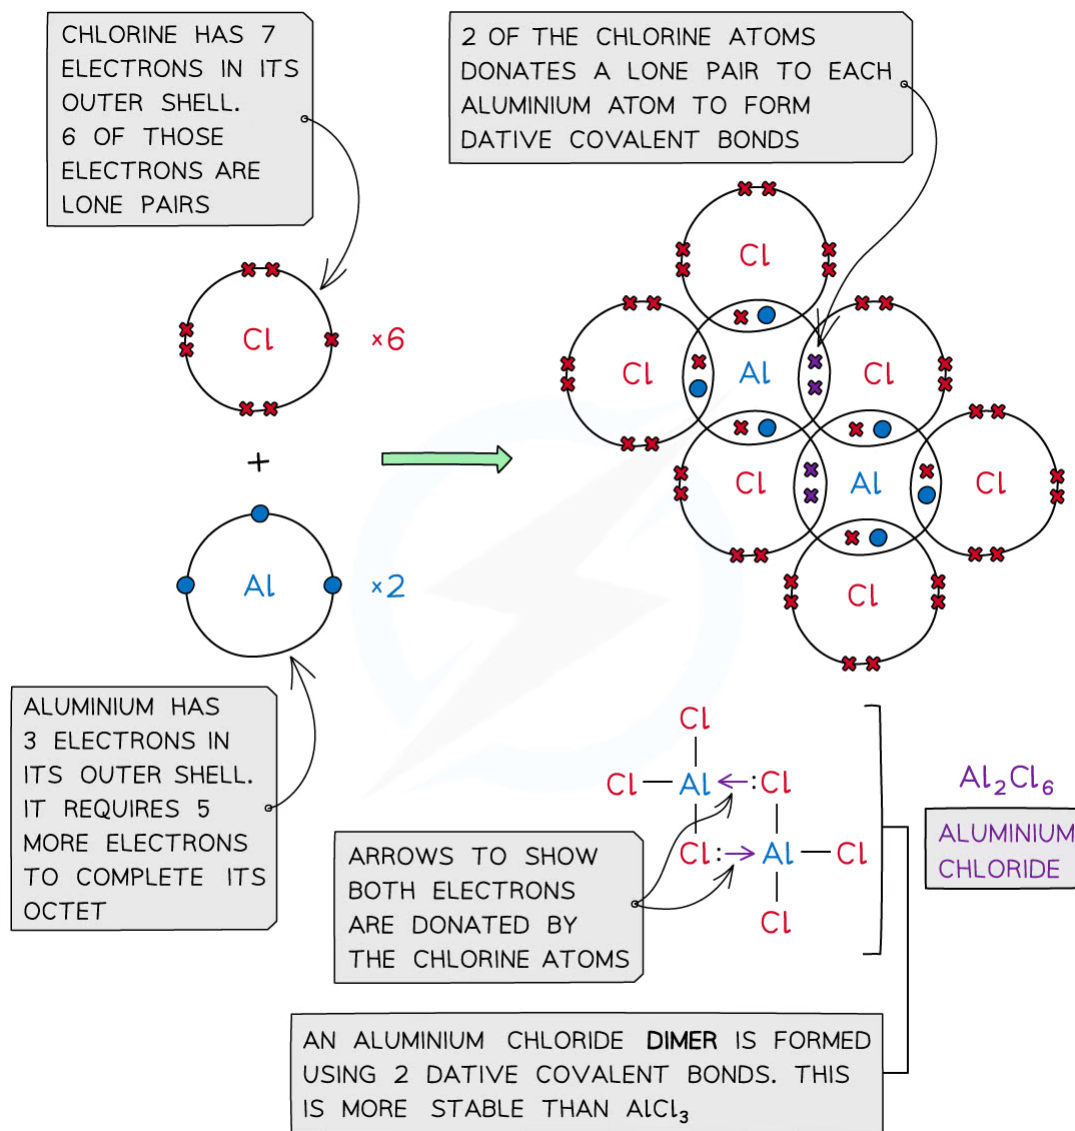 CHLORINE HAS 7
ELECTRONS IN ITS
OUTER SHELL.
6 OF THOSE
ELECTRONS ARE
LONE PAIRS
2 OF THE CHLORINE ATOMS
DONATES A LONE PAIR TO EACH
ALUMINIUM ATOM TO FORM
DATIVE COVALENT BONDS
Cl ×6
+
Al ×2
Cl
Cl Al Cl
Cl Al Cl
Cl
ALUMINIUM HAS
3 ELECTRONS IN
ITS OUTER SHELL.
IT REQUIRES 5
MORE ELECTRONS
TO COMPLETE ITS
OCTET
Cl
Cl — Al ← :Cl
Cl: → Al — Cl
Cl
ARROWS TO SHOW
BOTH ELECTRONS
ARE DONATED BY
THE CHLORINE ATOMS
Al₂Cl₆
ALUMINIUM
CHLORIDE
AN ALUMINIUM CHLORIDE DIMER IS FORMED
USING 2 DATIVE COVALENT BONDS. THIS
IS MORE STABLE THAN AlCl₃